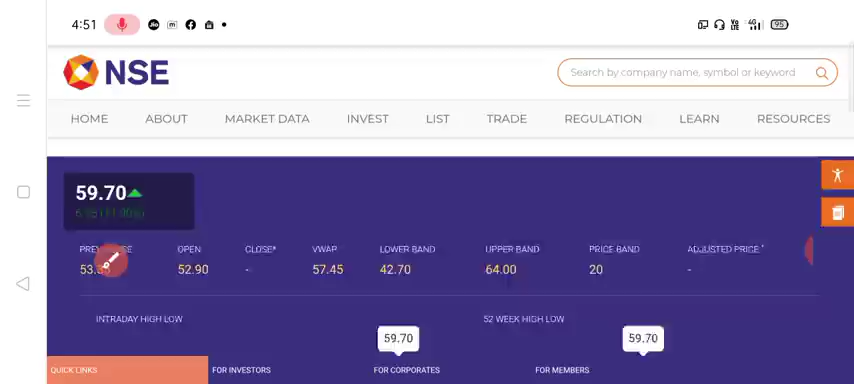 4:51
4G
95
NSE
Search by company name, symbol or keyword
HOME ABOUT MARKET DATA INVEST LIST TRADE REGULATION LEARN RESOURCES
59.70
OPEN CLOSE* VWAP LOWER BAND UPPER BAND PRICE BAND ADJUSTED PRICE *
52.90 - 57.45 42.70 64.00 20 -
INTRADAY HIGH LOW 52 WEEK HIGH LOW
59.70 59.70
QUICK LINKS FOR INVESTORS FOR CORPORATES FOR MEMBERS